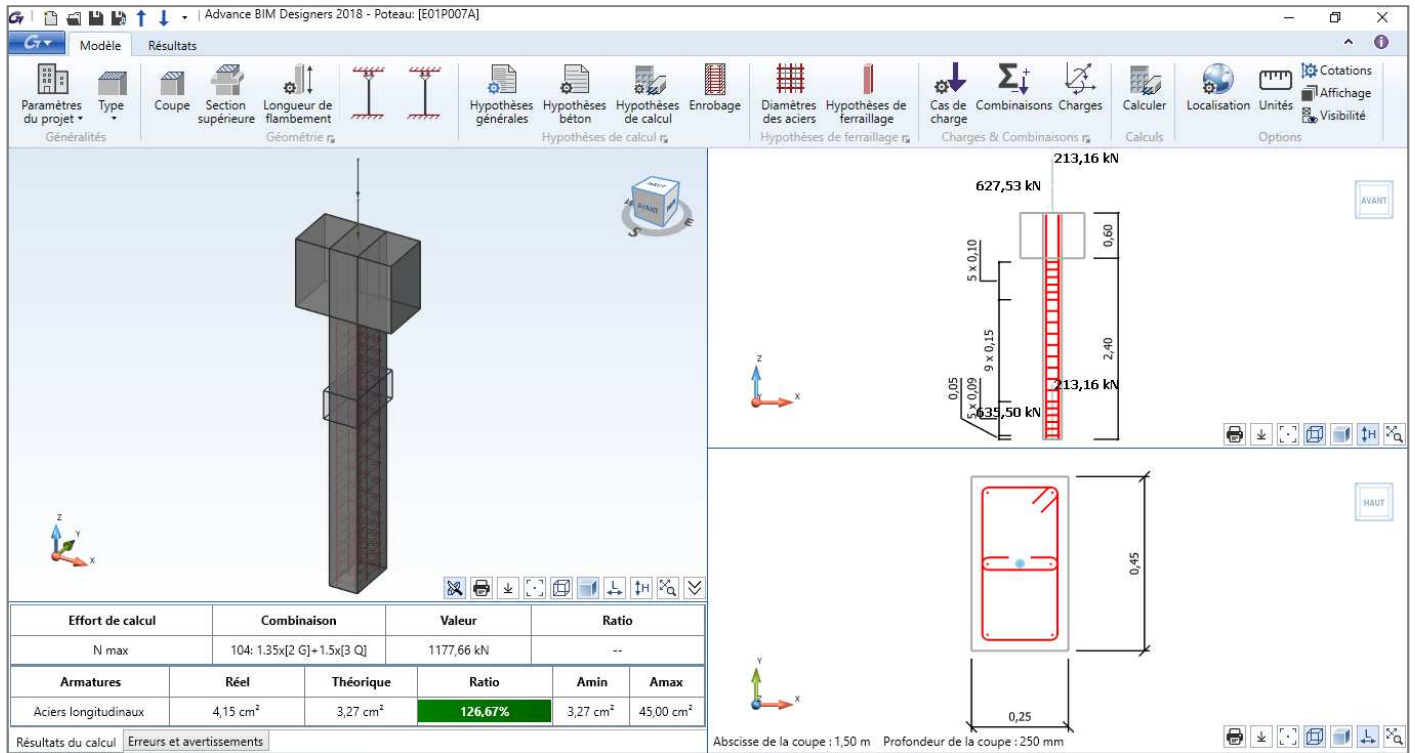 Advance BIM Designers 2018 - Poteau: [E01P007A]
Modèle Résultats
Paramètres du projet Type
Généralités
Coupe Section supérieure Longueur de flambement
Géométrie
Hypothèses générales Hypothèses béton Hypothèses de calcul Enrobage
Hypothèses de calcul
Diamètres des aciers Hypothèses de ferraillage
Hypothèses de ferraillage
Cas de charge Combinaisons Charges
Charges & Combinaisons
Calculer
Calculs
Localisation Unités Cotations
Affichage
Visibilité
Options
HAUT
AVANT
S
E
Z
Y
X
213,16 kN
627,53 kN
AVANT
0,60
5 x 0,10
9 x 0,15
2,40
0,05
5 x 0,09
213,16 kN
635,50 kN
Z
X
HAUT
0,45
0,25
Y
Z
X
Abscisse de la coupe : 1,50 m Profondeur de la coupe : 250 mm
Effort de calcul Combinaison Valeur Ratio
N max 104: 1.35x[2 G]+1.5x[3 Q] 1177,66 kN --
Armatures Réel Théorique Ratio Amin Amax
Aciers longitudinaux 4,15 cm² 3,27 cm² 126,67% 3,27 cm² 45,00 cm²
Résultats du calcul Erreurs et avertissements